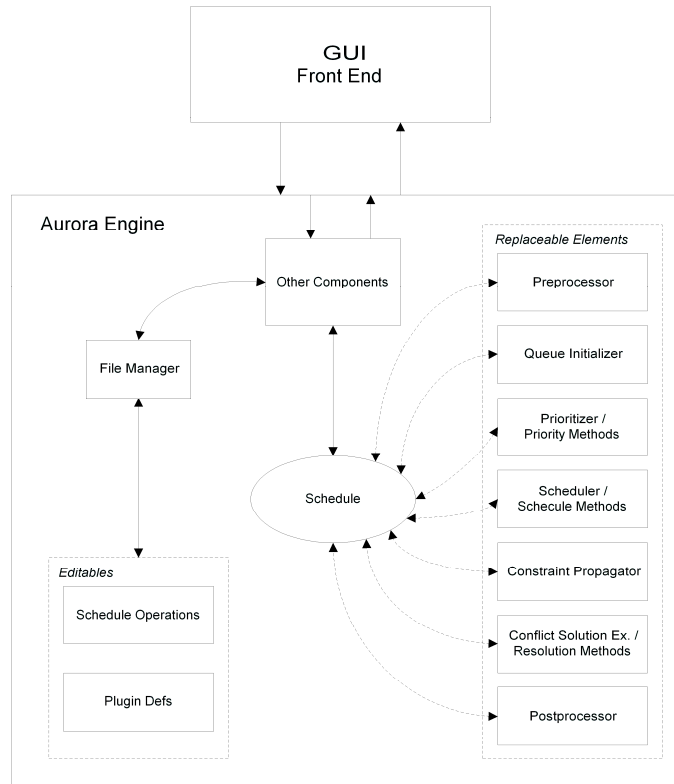 GUI
Front End
Aurora Engine
Replaceable Elements
Other Components
Preprocessor
File Manager
Queue Initializer
Prioritizer /
Priority Methods
Schedule
Scheduler /
Schecule Methods
Editables
Schedule Operations
Constraint Propagator
Conflict Solution Ex. /
Resolution Methods
Plugin Defs
Postprocessor